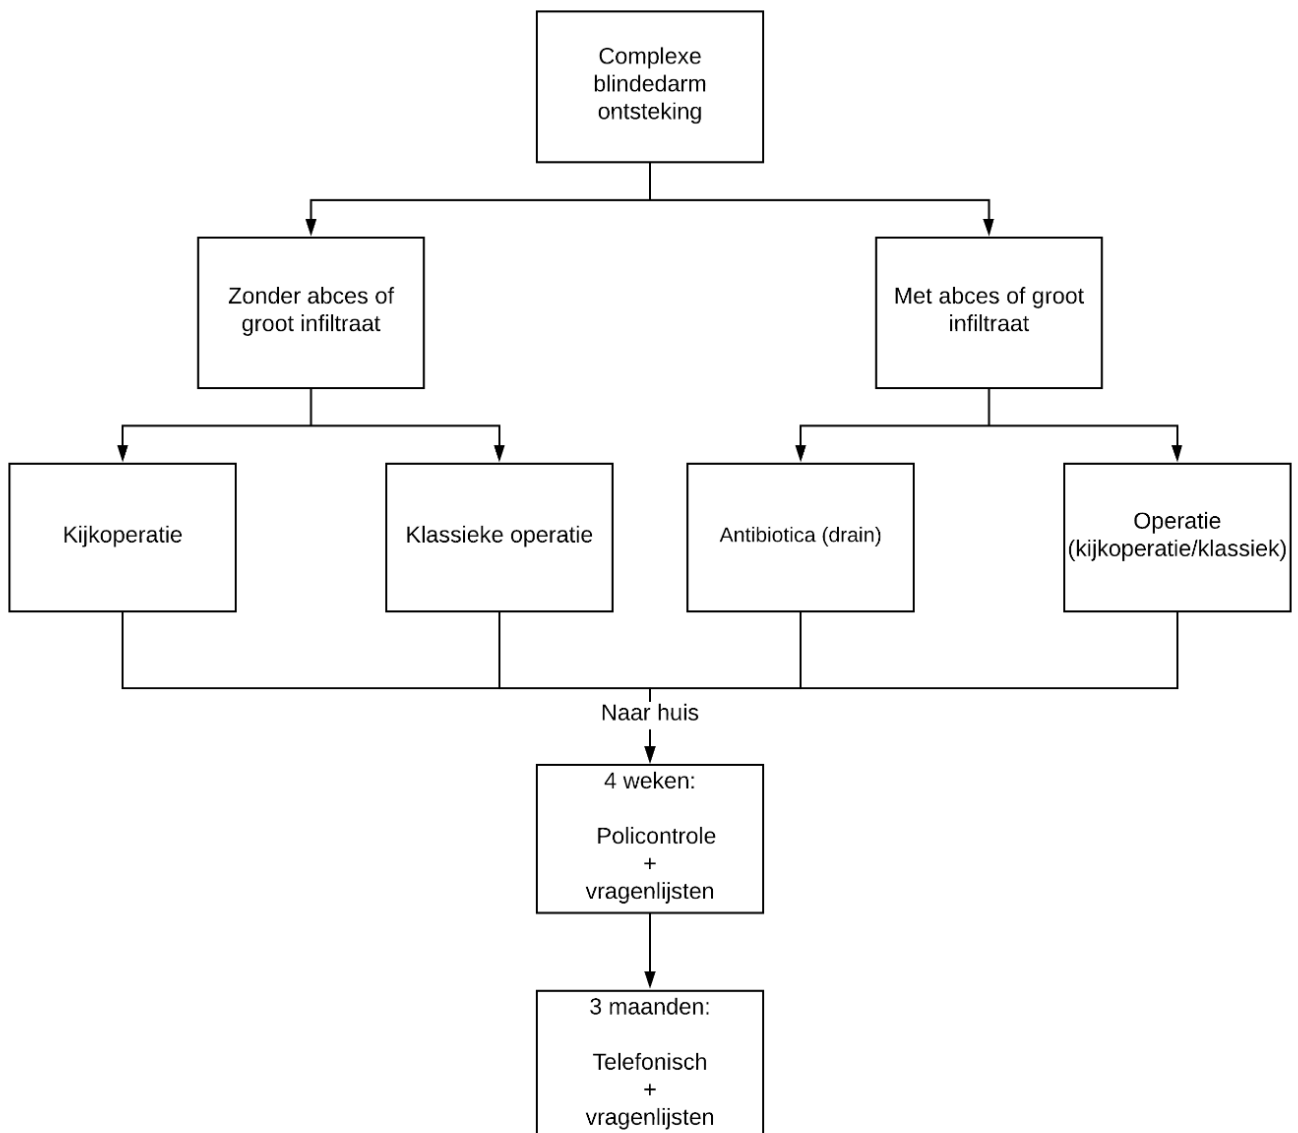 Complexe
blindedarm
ontsteking
Zonder abces of
groot infiltraat
Met abces of groot
infiltraat
Kijkoperatie
Klassieke operatie
Antibiotica (drain)
Operatie
(kijkoperatie/klassiek)
Naar huis
4 weken:
Policontrole
+
vragenlijsten
3 maanden:
Telefonisch
+
vragenlijsten